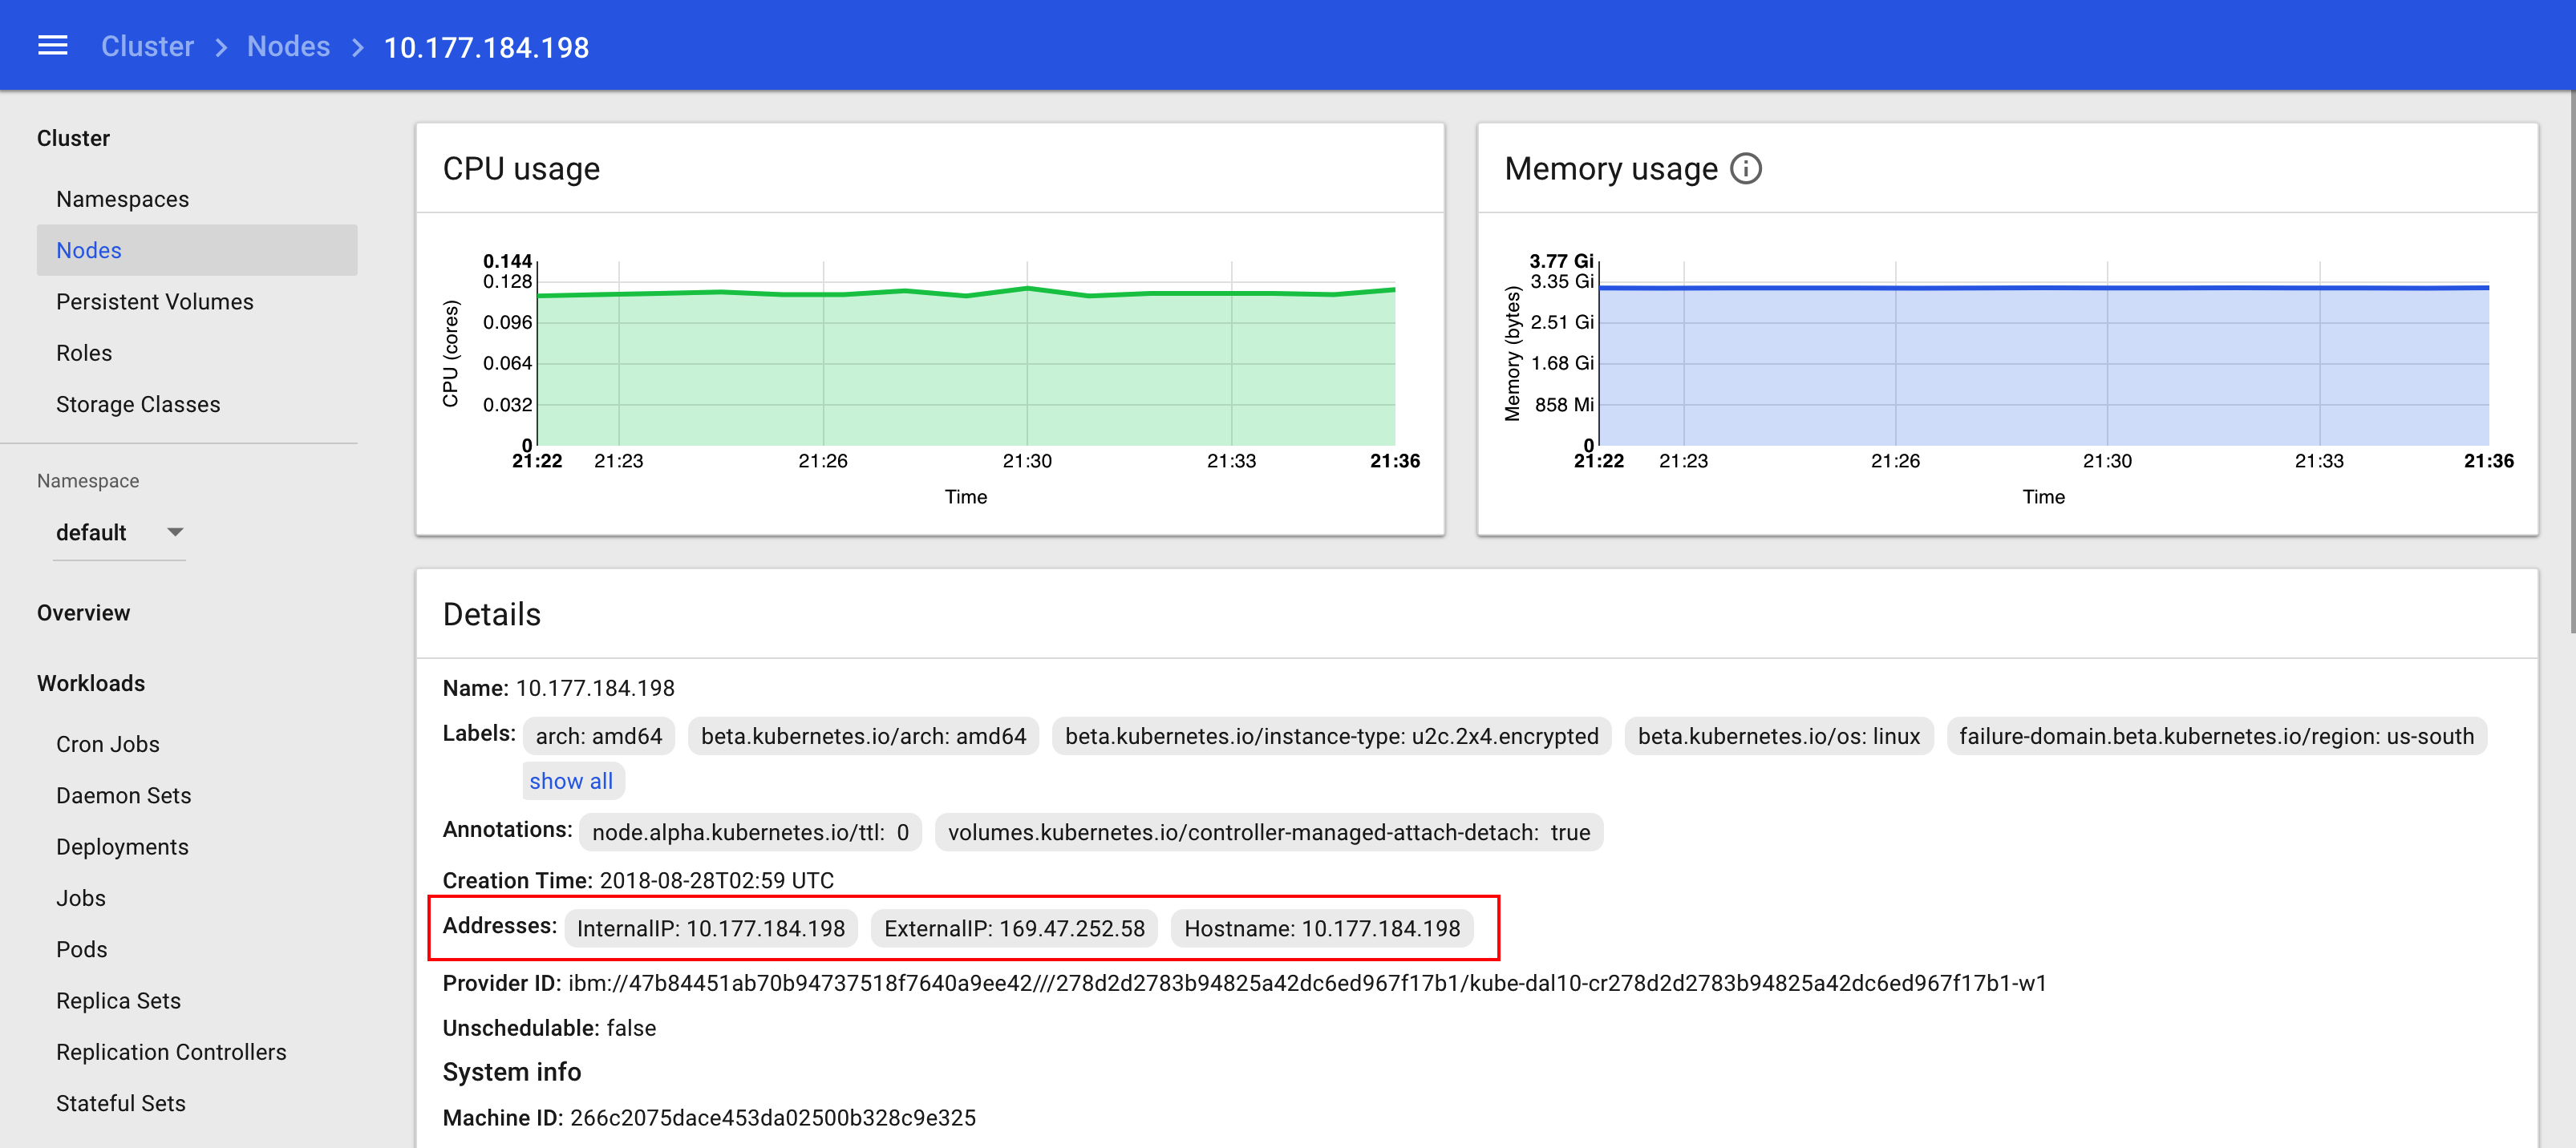 Cluster > Nodes > 10.177.184.198
Cluster
Namespaces
Nodes
Persistent Volumes
Roles
Storage Classes
Namespace
default
Overview
Workloads
Cron Jobs
Daemon Sets
Deployments
Jobs
Pods
Replica Sets
Replication Controllers
Stateful Sets
CPU usage
CPU (cores)
0.144
0.128
0.096
0.064
0.032
0
21:22 21:23 21:26 21:30 21:33 21:36
Time
Memory usage
Memory (bytes)
3.77 Gi
3.35 Gi
2.51 Gi
1.68 Gi
858 Mi
0
21:22 21:23 21:26 21:30 21:33 21:36
Time
Details
Name: 10.177.184.198
Labels: arch: amd64 beta.kubernetes.io/arch: amd64 beta.kubernetes.io/instance-type: u2c.2x4.encrypted beta.kubernetes.io/os: linux failure-domain.beta.kubernetes.io/region: us-south
show all
Annotations: node.alpha.kubernetes.io/ttl: 0 volumes.kubernetes.io/controller-managed-attach-detach: true
Creation Time: 2018-08-28T02:59 UTC
Addresses: InternalIP: 10.177.184.198 ExternalIP: 169.47.252.58 Hostname: 10.177.184.198
Provider ID: ibm://47b84451ab70b94737518f7640a9ee42///278d2d2783b94825a42dc6ed967f17b1/kube-dal10-cr278d2d2783b94825a42dc6ed967f17b1-w1
Unschedulable: false
System info
Machine ID: 266c2075dace453da02500b328c9e325